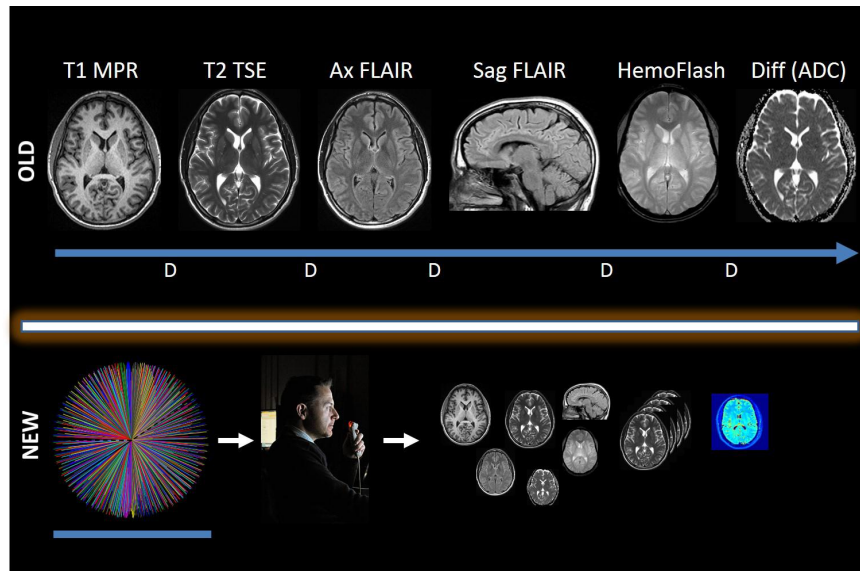 T1 MPR T2 TSE Ax FLAIR Sag FLAIR HemoFlash Diff (ADC)
OLD
D D D D D
NEW